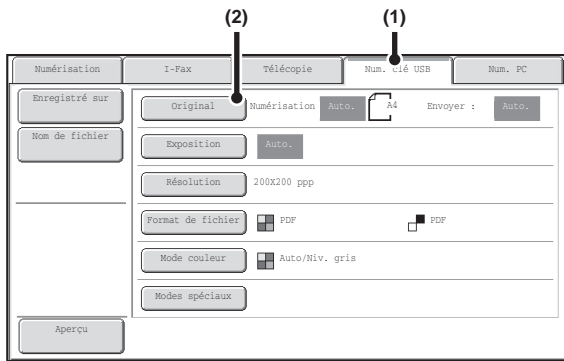 (2) (1)
Numérisation I-Fax Télécopie Num. clé USB Num. PC
Enregistré sur
Original Numérisation Auto. A4 Envoyer : Auto.
Nom de fichier
Exposition Auto.
Résolution 200X200 ppp
Format de fichier PDF PDF
Mode couleur Auto/Niv. gris
Modes spéciaux
Aperçu